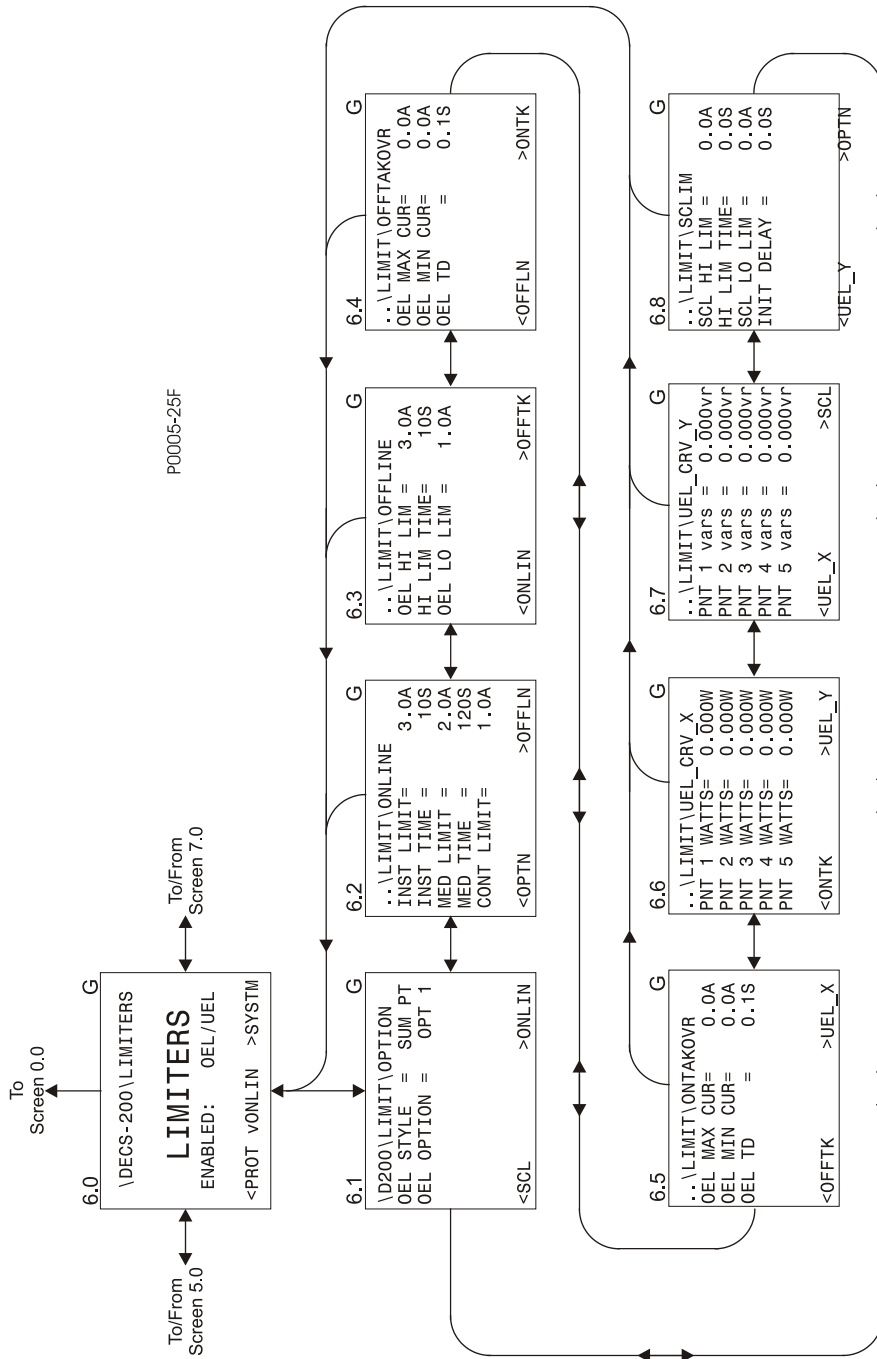 To
Screen 0.0
P0005-25F
To/From
Screen 5.0
6.0 G
\DECS-200\LIMITERS
LIMITERS
ENABLED: OEL/UEL
<PROT vONLIN >SYSTM
To/From
Screen 7.0
6.1 G
\D200\LIMIT\OPTION
OEL STYLE = SUM PT
OEL OPTION = OPT 1
<SCL >ONLIN
6.2 G
..\LIMIT\ONLINE
INST LIMIT= 3.0A
INST TIME = 10S
MED LIMIT = 2.0A
MED TIME = 120S
CONT LIMIT= 1.0A
<OPTN >OFFLN
6.3 G
..\LIMIT\OFFLINE
OEL HI LIM = 3.0A
HI LIM TIME= 10S
OEL LO LIM = 1.0A
<ONLIN >OFFTK
6.4 G
..\LIMIT\OFFTAKOVR
OEL MAX CUR= 0.0A
OEL MIN CUR= 0.0A
OEL TD = 0.1S
<OFFLN >ONTK
6.5 G
..\LIMIT\ONTAKOVR
OEL MAX CUR= 0.0A
OEL MIN CUR= 0.0A
OEL TD = 0.1S
<OFFTK >UEL_X
6.6 G
..\LIMIT\UEL_CRV_X
PNT 1 WATTS= 0.000W
PNT 2 WATTS= 0.000W
PNT 3 WATTS= 0.000W
PNT 4 WATTS= 0.000W
PNT 5 WATTS= 0.000W
<ONTK >UEL_Y
6.7 G
..\LIMIT\UEL_CRV_Y
PNT 1 vars = 0.000vr
PNT 2 vars = 0.000vr
PNT 3 vars = 0.000vr
PNT 4 vars = 0.000vr
PNT 5 vars = 0.000vr
<UEL_X >SCL
6.8 G
..\LIMIT\SCLIM
SCL HI LIM = 0.0A
HI LIM TIME= 0.0S
SCL LO LIM = 0.0A
INIT DELAY = 0.0S
<UEL_Y >OPTN